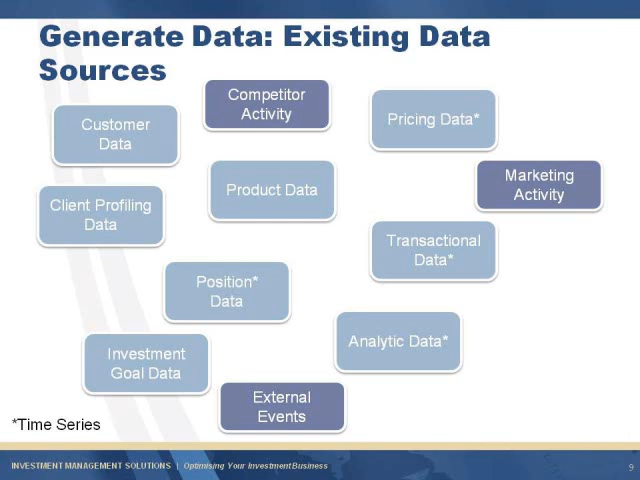 Generate Data: Existing Data
Sources
Competitor
Activity
Customer
Data
Pricing Data*
Product Data
Marketing
Activity
Client Profiling
Data
Transactional
Data*
Position*
Data
Analytic Data*
Investment
Goal Data
External
Events
*Time Series
INVESTMENT MANAGEMENT SOLUTIONS | Optimising Your Investment Business
9